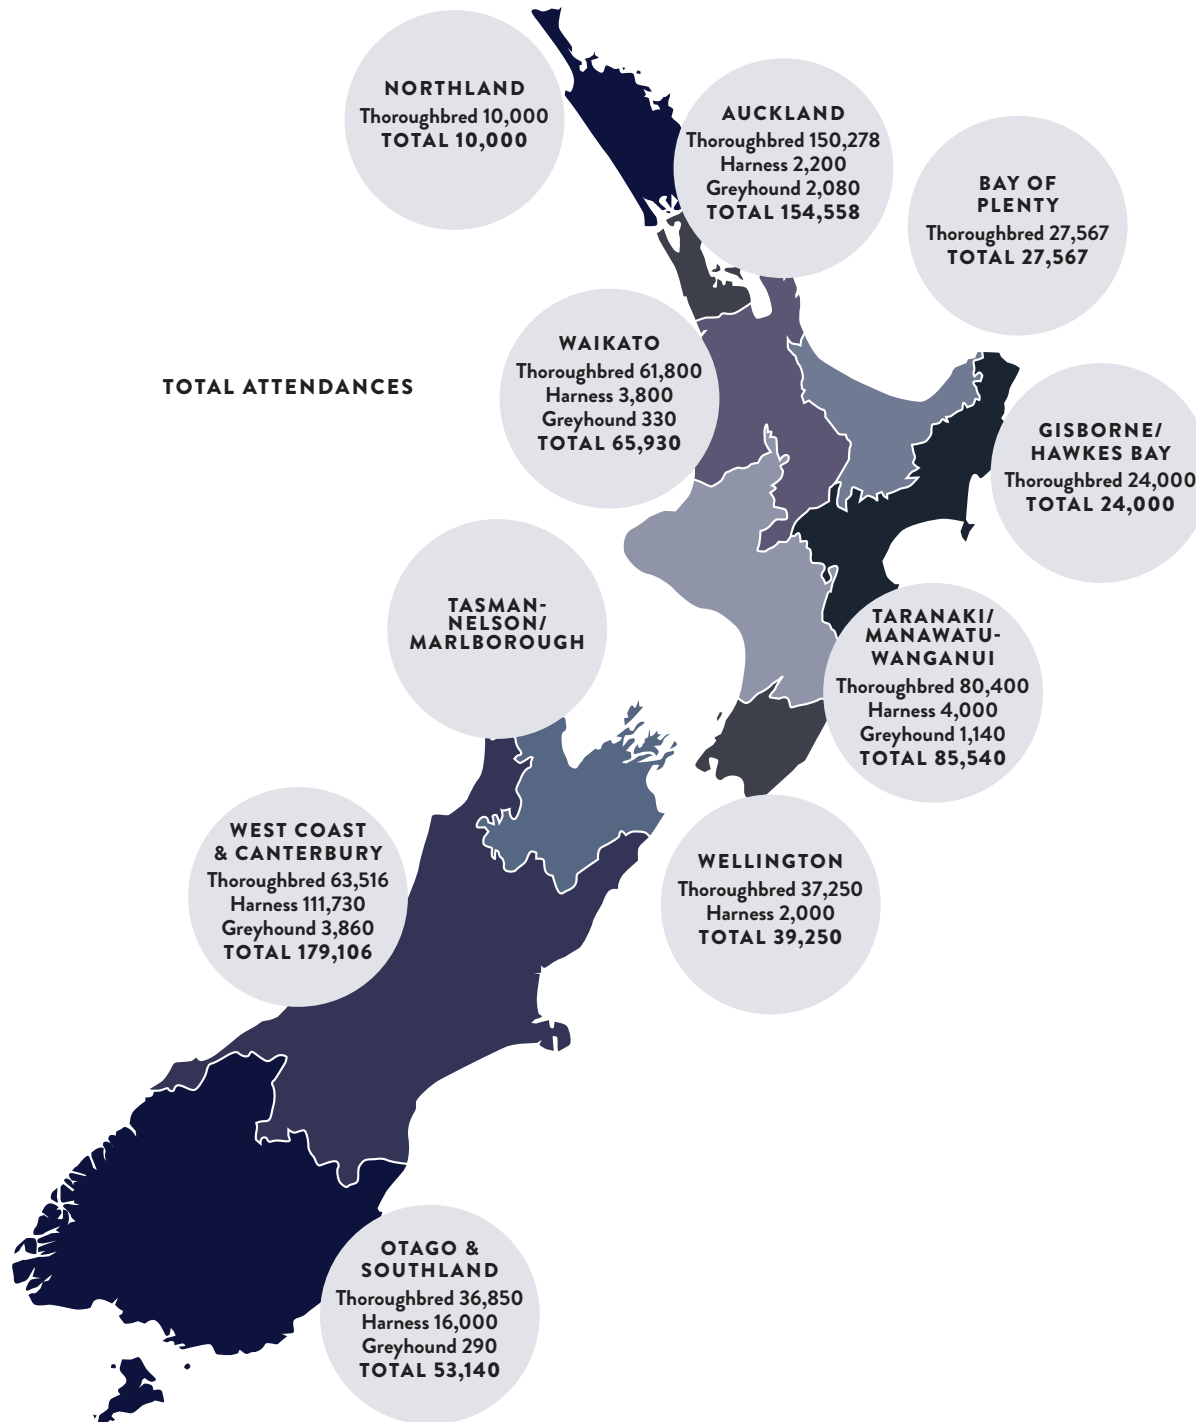 NORTHLAND
Thoroughbred 10,000
TOTAL 10,000
AUCKLAND
Thoroughbred 150,278
Harness 2,200
Greyhound 2,080
TOTAL 154,558
BAY OF
PLENTY
Thoroughbred 27,567
TOTAL 27,567
WAIKATO
Thoroughbred 61,800
Harness 3,800
Greyhound 330
TOTAL 65,930
TOTAL ATTENDANCES
GISBORNE/
HAWKES BAY
Thoroughbred 24,000
TOTAL 24,000
TASMAN-
NELSON/
MARLBOROUGH
TARANAKI/
MANAWATU-
WANGANUI
Thoroughbred 80,400
Harness 4,000
Greyhound 1,140
TOTAL 85,540
WEST COAST
& CANTERBURY
Thoroughbred 63,516
Harness 111,730
Greyhound 3,860
TOTAL 179,106
WELLINGTON
Thoroughbred 37,250
Harness 2,000
TOTAL 39,250
OTAGO &
SOUTHLAND
Thoroughbred 36,850
Harness 16,000
Greyhound 290
TOTAL 53,140